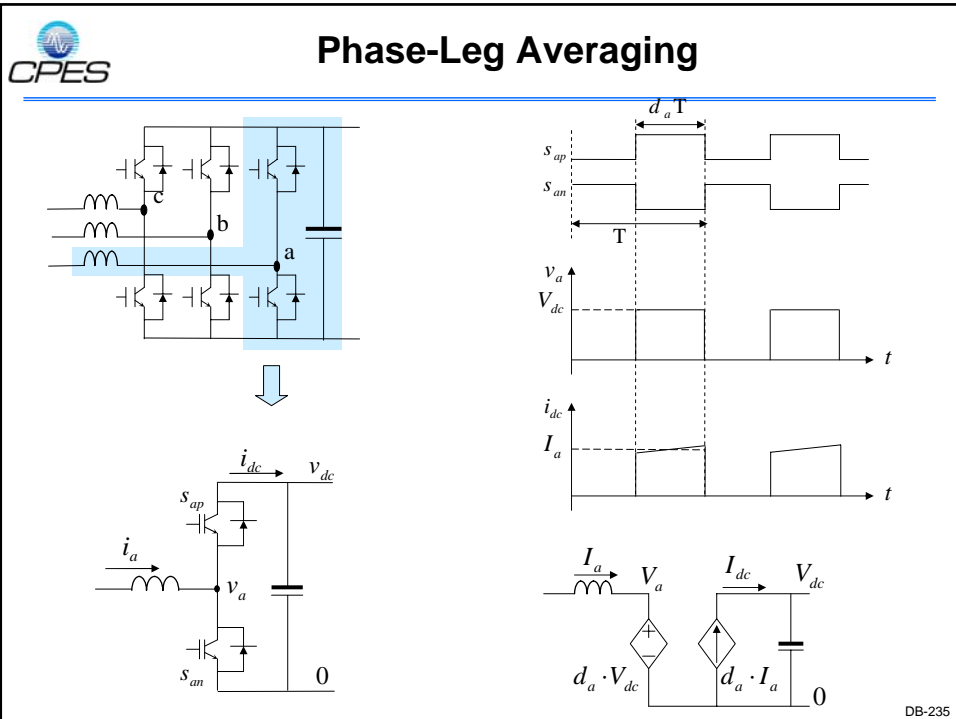 CPES
Phase-Leg Averaging
c
b
a
i_dc
v_dc
s_ap
i_a
v_a
s_an
0
d_a T
s_ap
s_an
T
v_a
V_dc
t
i_dc
I_a
t
I_a
V_a
I_dc
V_dc
+
−
d_a · V_dc
d_a · I_a
0
DB-235